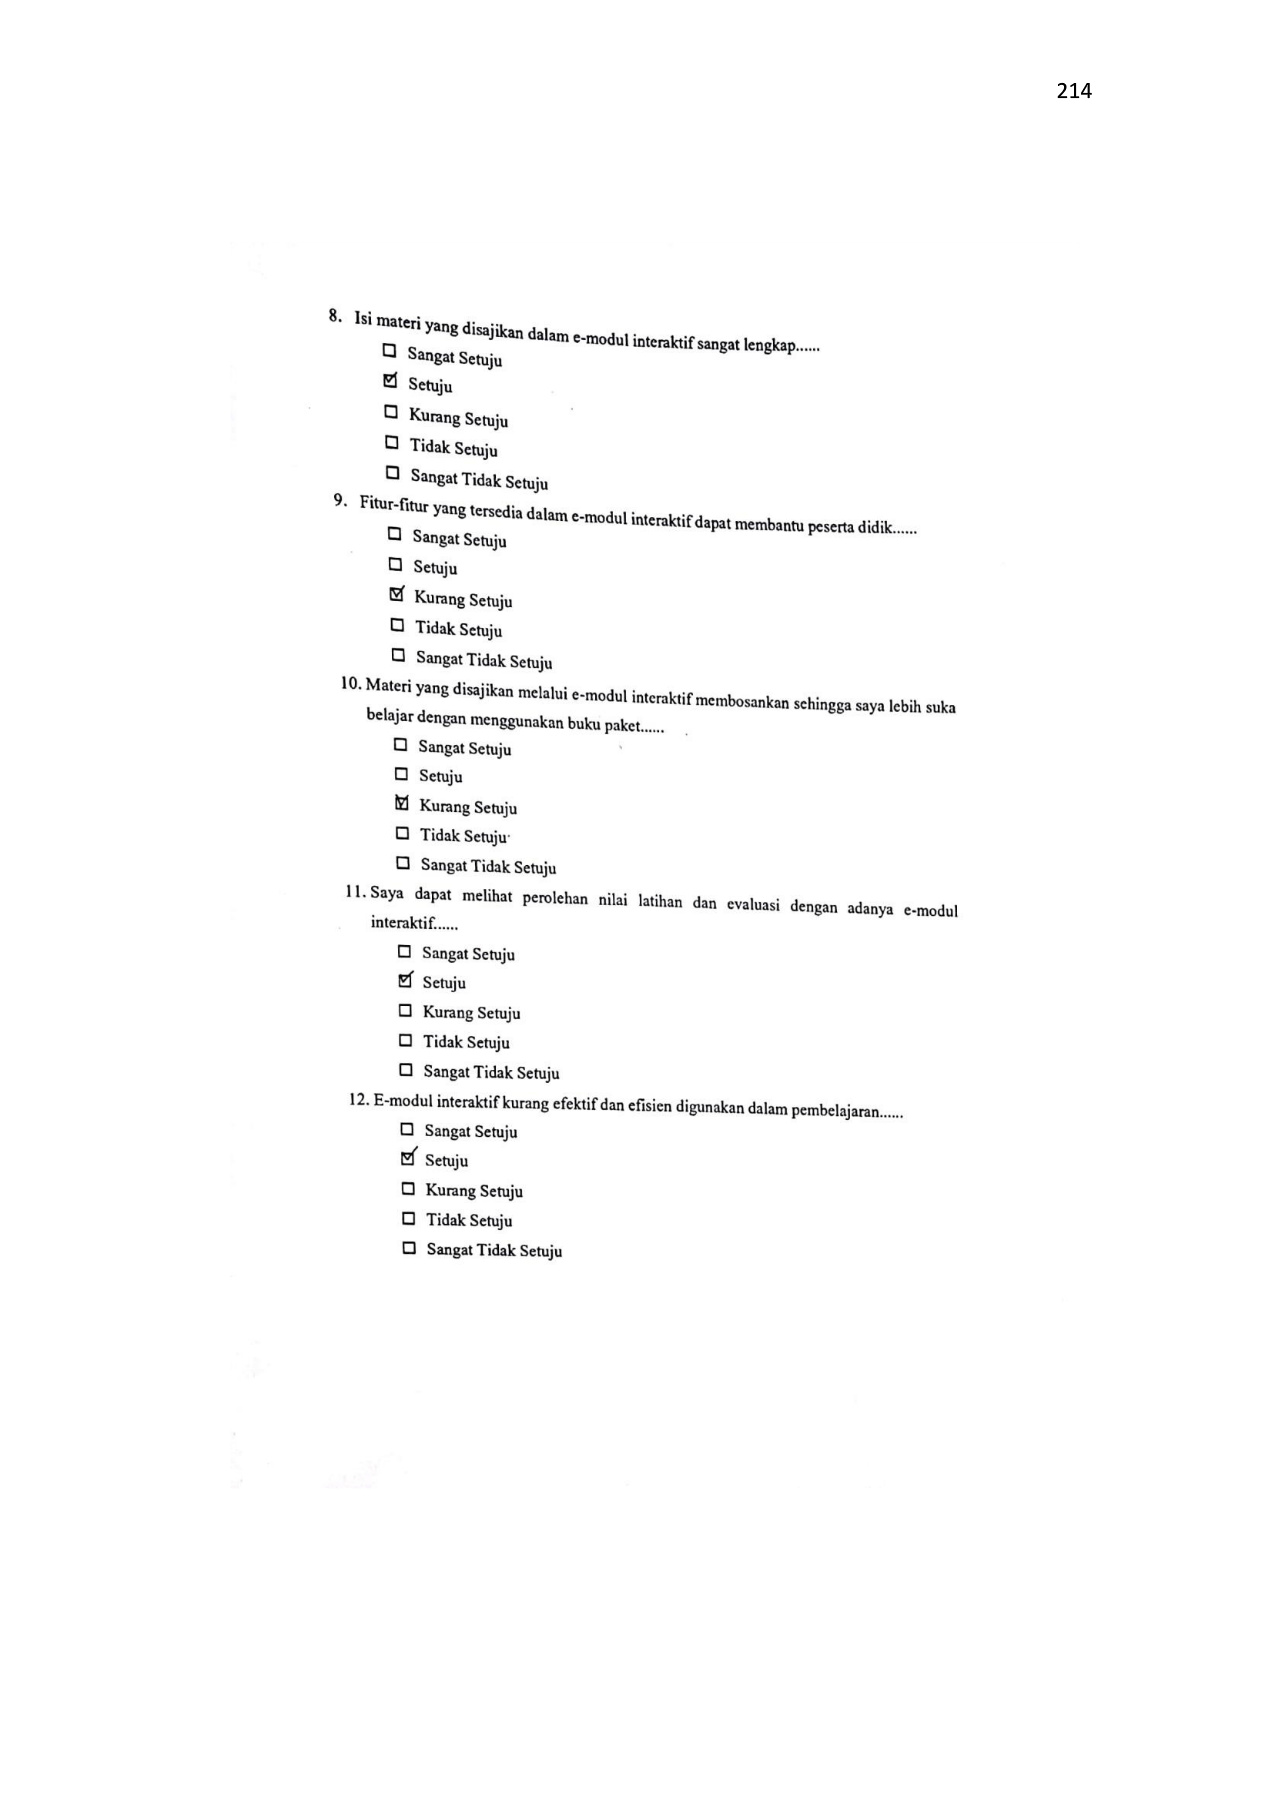 214
8. Isi materi yang disajikan dalam e-modul interaktif sangat lengkap......
☐ Sangat Setuju
☑ Setuju
☐ Kurang Setuju
☐ Tidak Setuju
☐ Sangat Tidak Setuju
9. Fitur-fitur yang tersedia dalam e-modul interaktif dapat membantu peserta didik......
☐ Sangat Setuju
☐ Setuju
☑ Kurang Setuju
☐ Tidak Setuju
☐ Sangat Tidak Setuju
10. Materi yang disajikan melalui e-modul interaktif membosankan sehingga saya lebih suka
belajar dengan menggunakan buku paket......
☐ Sangat Setuju
☐ Setuju
☑ Kurang Setuju
☐ Tidak Setuju
☐ Sangat Tidak Setuju
11. Saya dapat melihat perolehan nilai latihan dan evaluasi dengan adanya e-modul
interaktif......
☐ Sangat Setuju
☑ Setuju
☐ Kurang Setuju
☐ Tidak Setuju
☐ Sangat Tidak Setuju
12. E-modul interaktif kurang efektif dan efisien digunakan dalam pembelajaran......
☐ Sangat Setuju
☑ Setuju
☐ Kurang Setuju
☐ Tidak Setuju
☐ Sangat Tidak Setuju